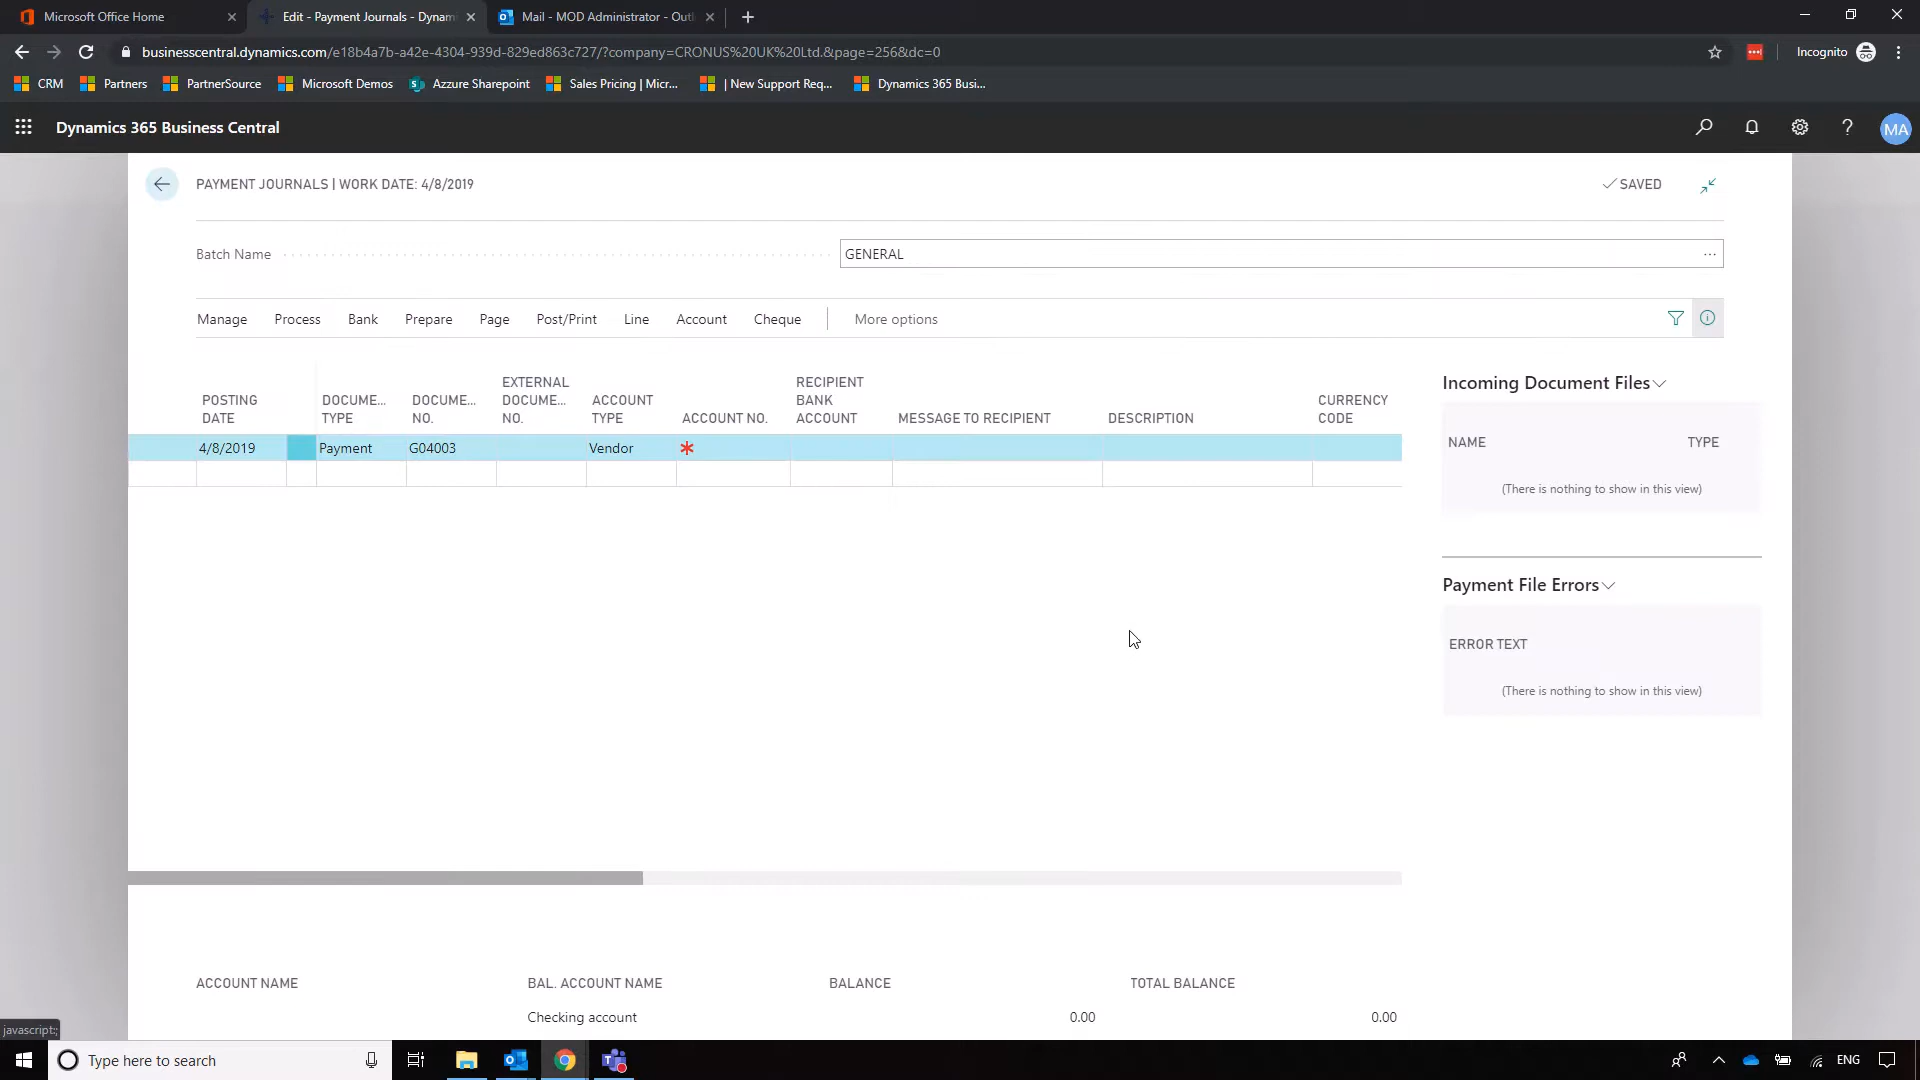 Microsoft Office Home
Edit - Payment Journals - Dynami
Mail - MOD Administrator - Outl
businesscentral.dynamics.com/e18b4a7b-a42e-4304-939d-829ed863c727/?company=CRONUS%20UK%20Ltd.&page=256&dc=0
Incognito
CRM
Partners
PartnerSource
Microsoft Demos
Azzure Sharepoint
Sales Pricing | Micr...
| New Support Req...
Dynamics 365 Busi...
Dynamics 365 Business Central
MA
PAYMENT JOURNALS | WORK DATE: 4/8/2019
SAVED
Batch Name
GENERAL
Manage
Process
Bank
Prepare
Page
Post/Print
Line
Account
Cheque
More options
POSTING DATE
DOCUME... TYPE
DOCUME... NO.
EXTERNAL DOCUME... NO.
ACCOUNT TYPE
ACCOUNT NO.
RECIPIENT BANK ACCOUNT
MESSAGE TO RECIPIENT
DESCRIPTION
CURRENCY CODE
4/8/2019
Payment
G04003
Vendor
Incoming Document Files
NAME
TYPE
(There is nothing to show in this view)
Payment File Errors
ERROR TEXT
(There is nothing to show in this view)
ACCOUNT NAME
BAL. ACCOUNT NAME
BALANCE
TOTAL BALANCE
Checking account
0.00
0.00
javascript:;
Type here to search
ENG